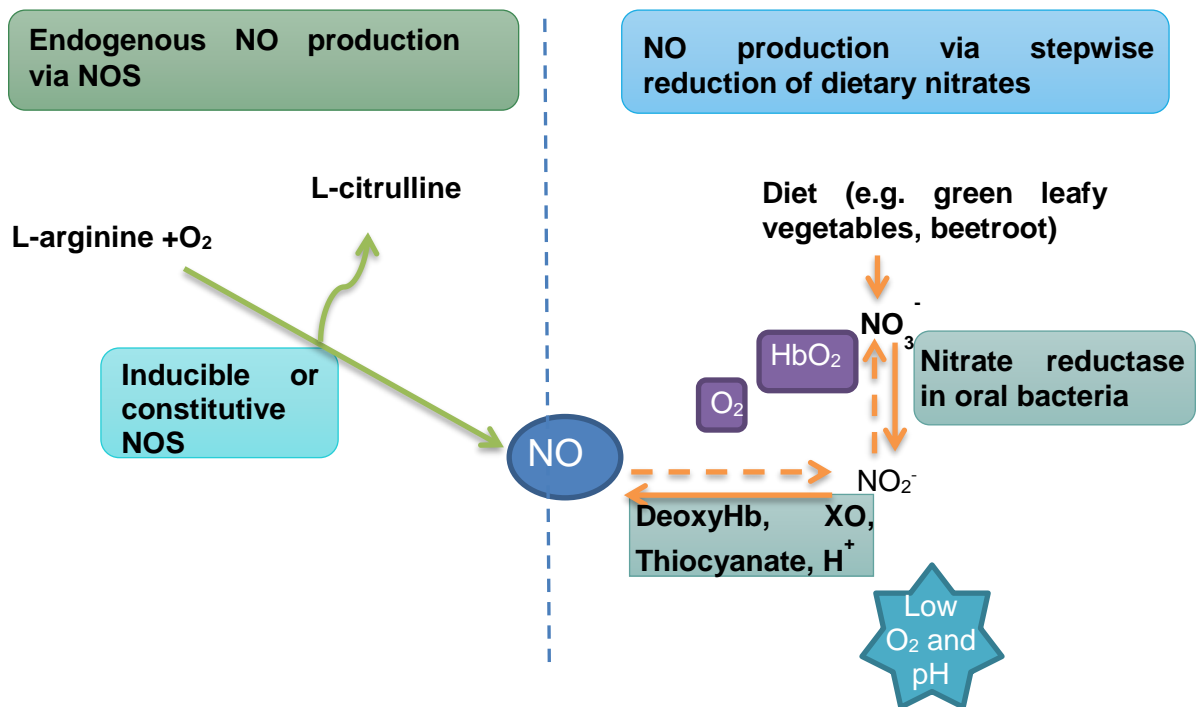 Endogenous NO production
via NOS
NO production via stepwise
reduction of dietary nitrates
L-citrulline
L-arginine +O₂
Inducible or
constitutive
NOS
NO
Diet (e.g. green leafy
vegetables, beetroot)
NO₃⁻
HbO₂
O₂
Nitrate reductase
in oral bacteria
NO₂⁻
DeoxyHb, XO,
Thiocyanate, H⁺
Low
O₂ and
pH